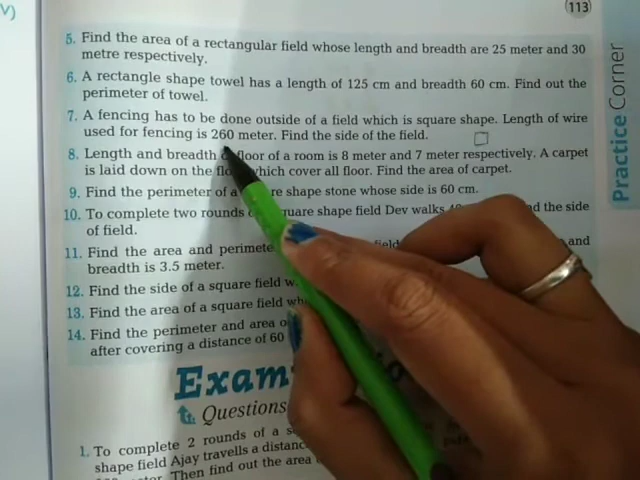 V)
113
5. Find the area of a rectangular field whose length and breadth are 25 meter and 30
metre respectively.
6. A rectangle shape towel has a length of 125 cm and breadth 60 cm. Find out the
perimeter of towel.
7. A fencing has to be done outside of a field which is square shape. Length of wire
used for fencing is 260 meter. Find the side of the field.
8. Length and breadth floor of a room is 8 meter and 7 meter respectively. A carpet
is laid down on the which cover all floor. Find the area of carpet.
9. Find the perimeter of a shape stone whose side is 60 cm.
10. To complete two rounds square shape field Dev walks the side
of field.
11. Find the area and and
breadth is 3.5 meter.
12. Find the side of a square field
13. Find the area of a square field
14. Find the perimeter and area
after covering a distance of 60
Exam
Questions
1. To complete 2 rounds of a
shape field Ajay travells a
Then find out the area
Practice Corner